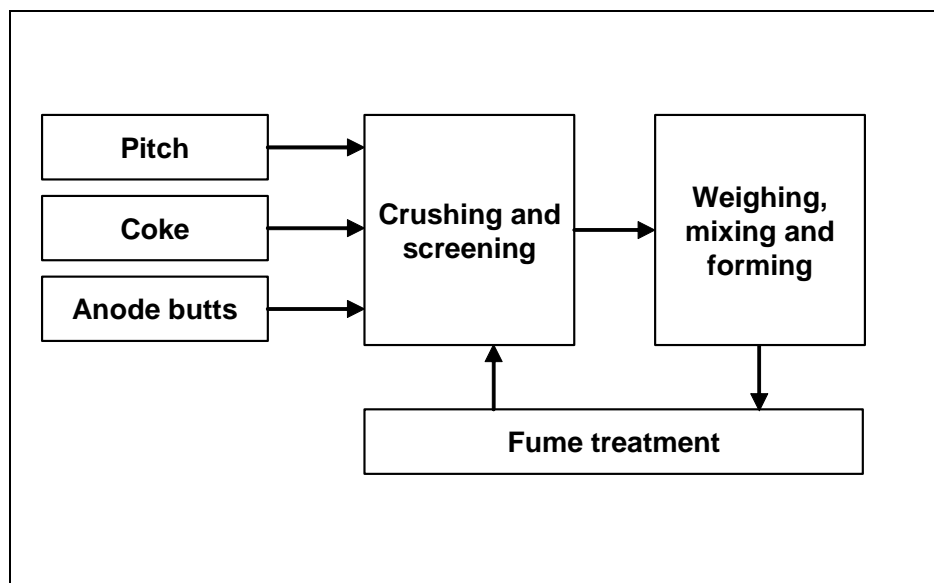 Pitch
Coke
Anode butts
Crushing and
screening
Weighing,
mixing and
forming
Fume treatment